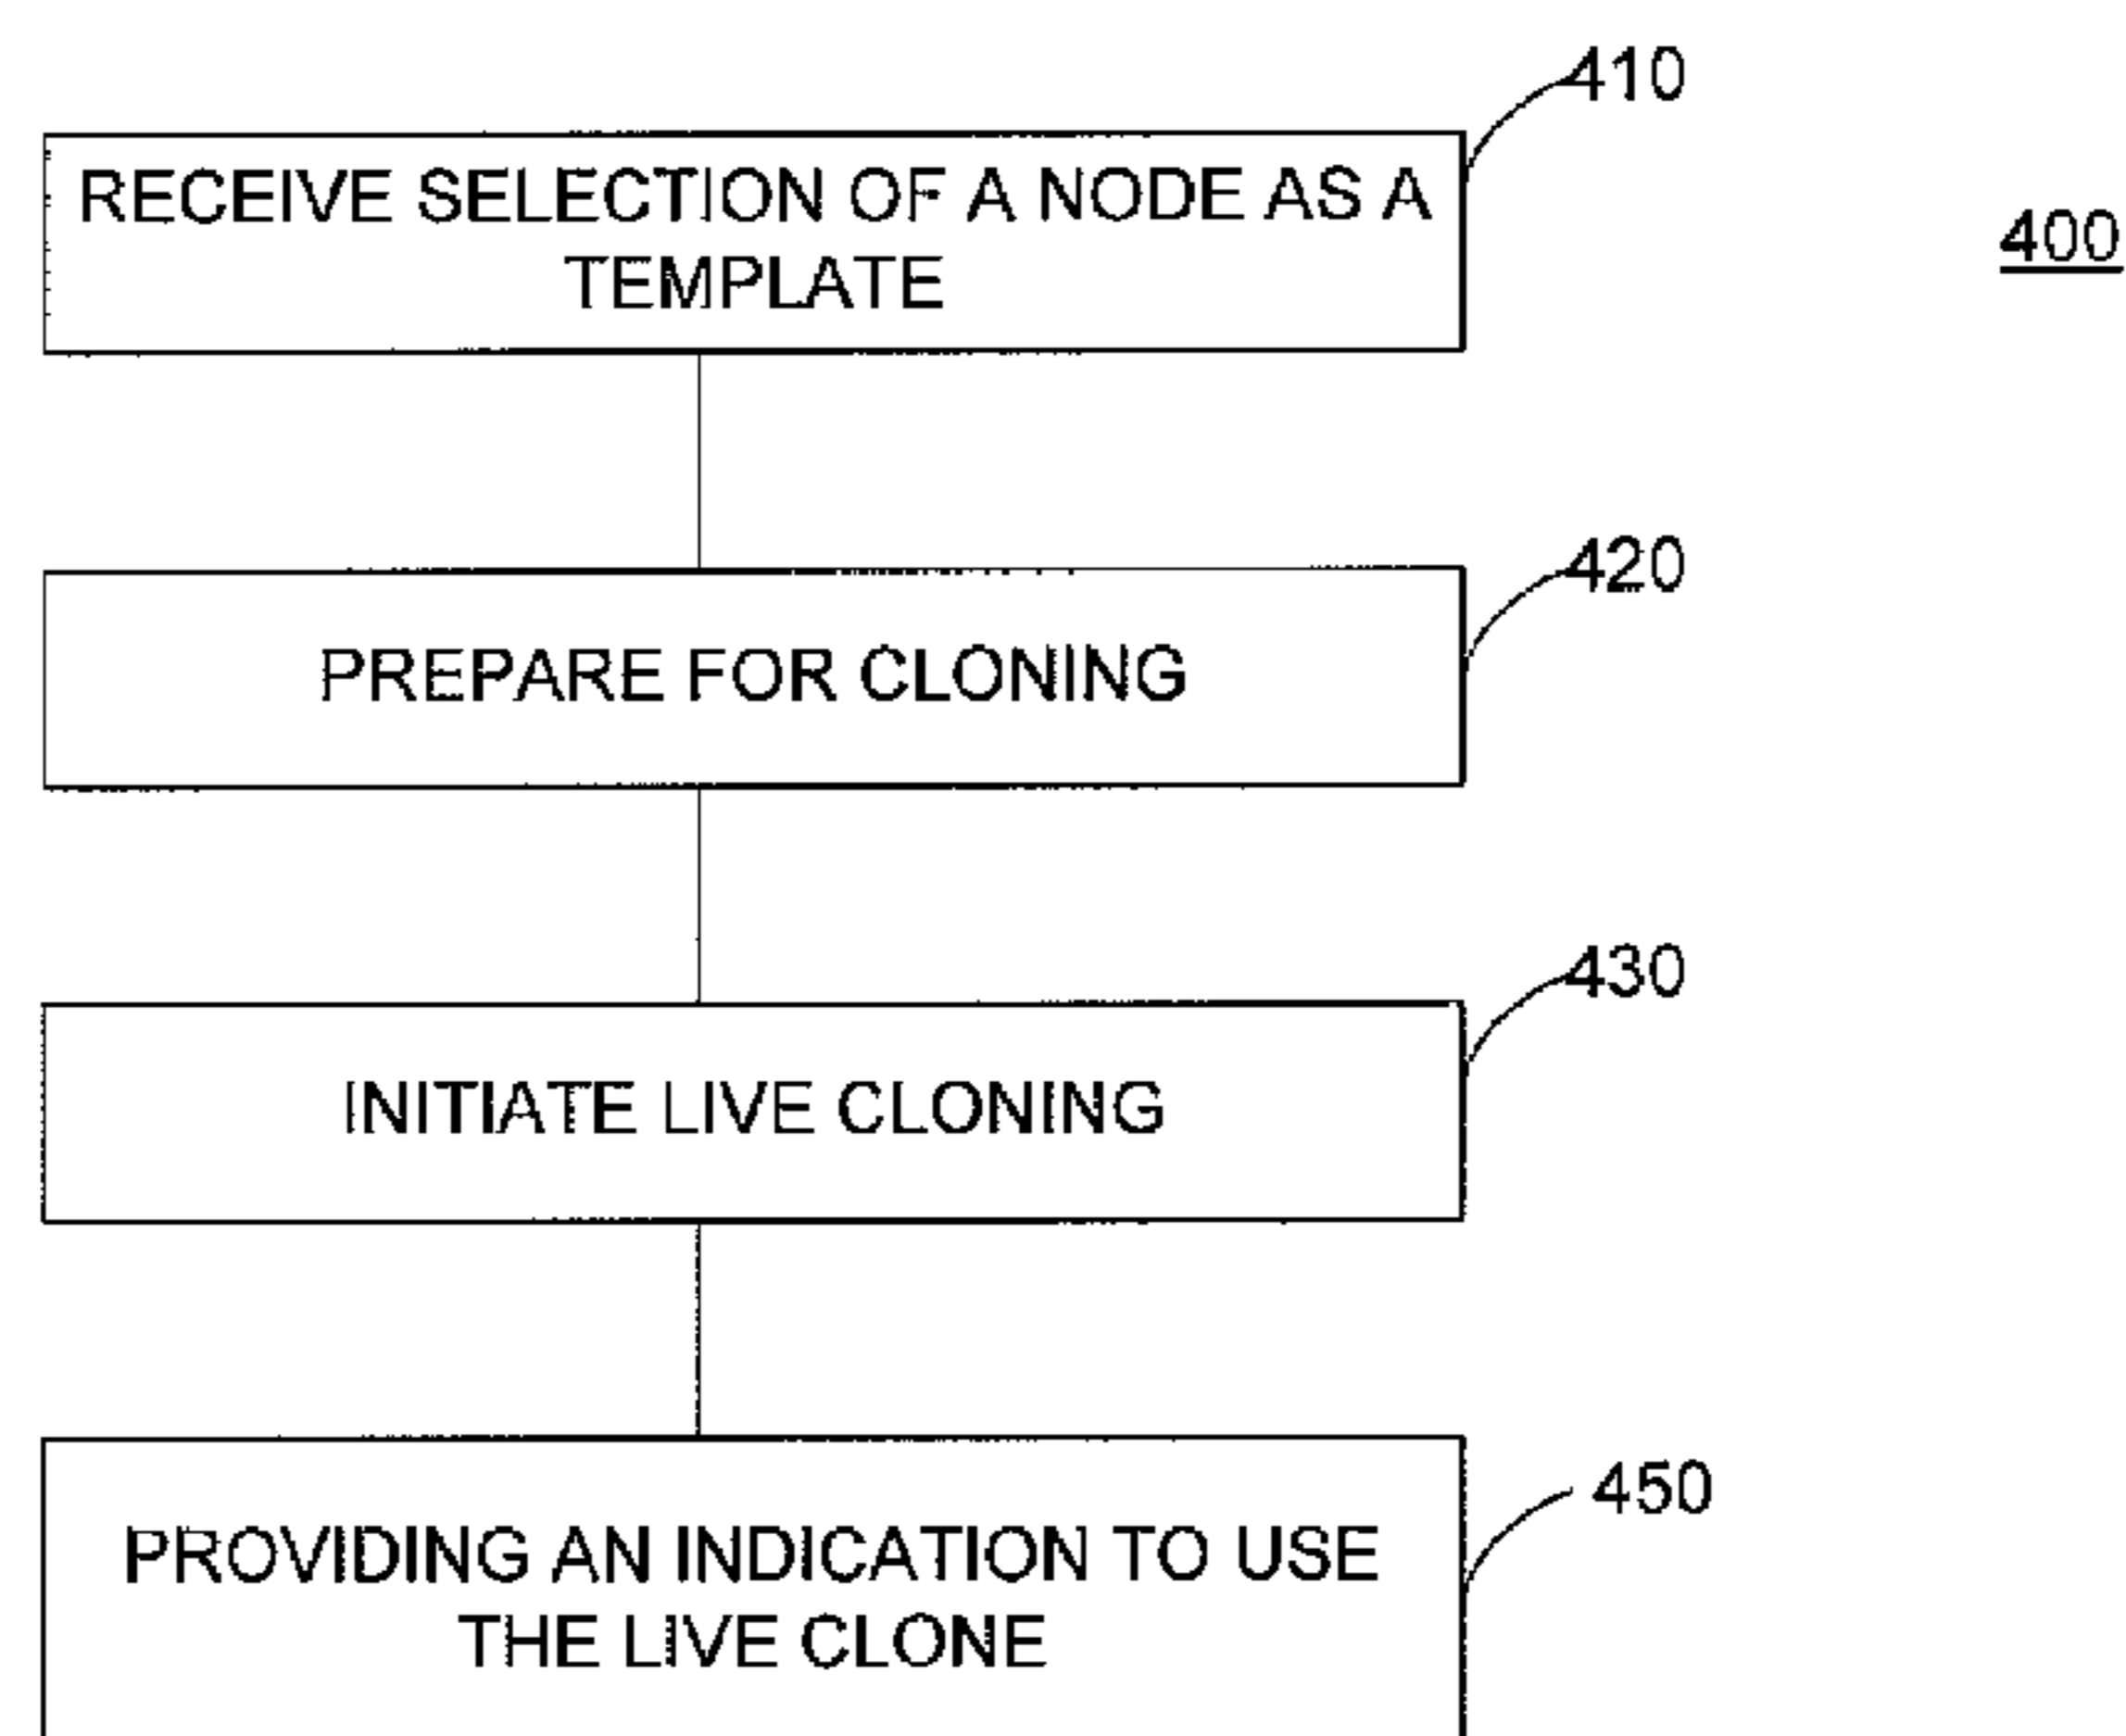 410
RECEIVE SELECTION OF A NODE AS A
TEMPLATE
400
420
PREPARE FOR CLONING
430
INITIATE LIVE CLONING
450
PROVIDING AN INDICATION TO USE
THE LIVE CLONE